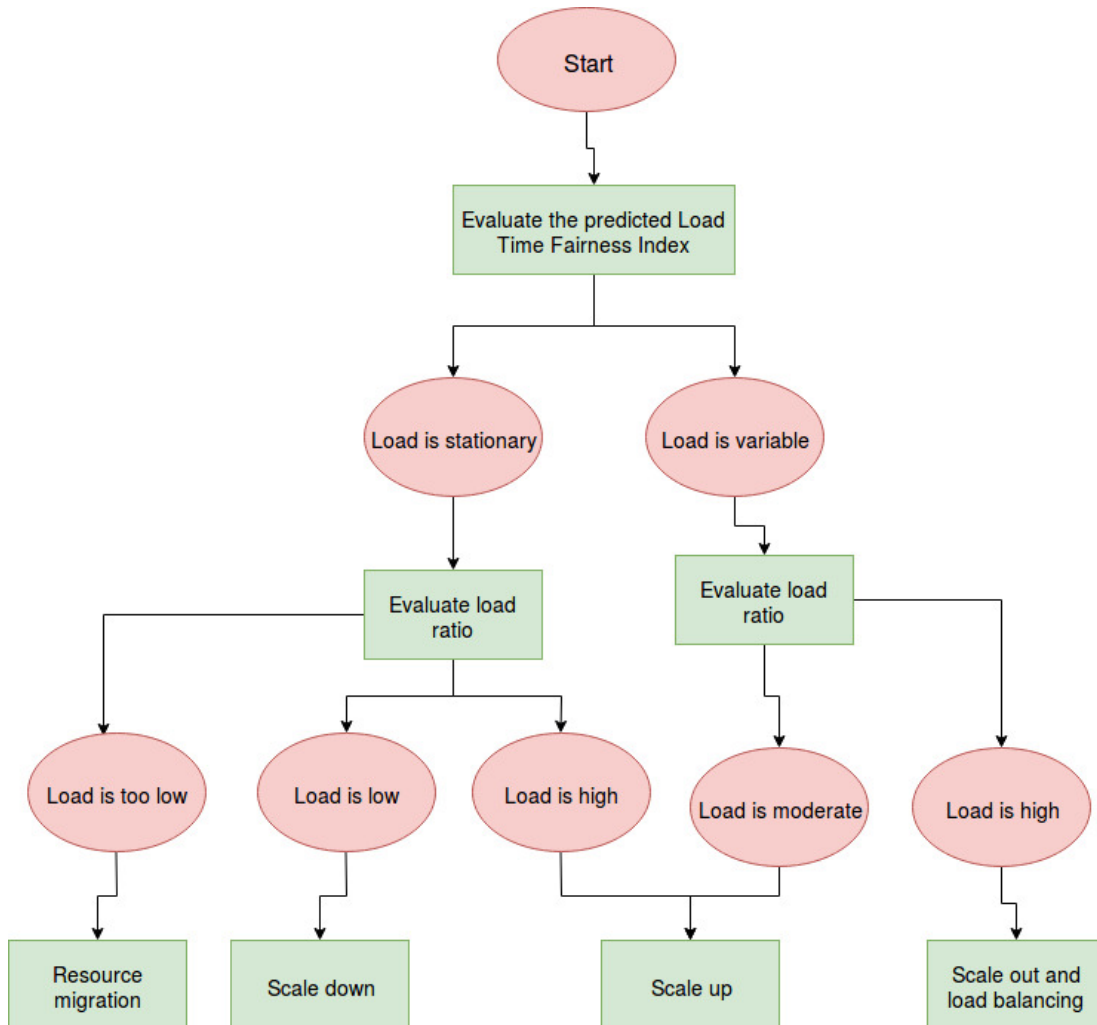 Start
Evaluate the predicted Load
Time Fairness Index
Load is stationary
Load is variable
Evaluate load
ratio
Evaluate load
ratio
Load is too low
Load is low
Load is high
Load is moderate
Load is high
Resource
migration
Scale down
Scale up
Scale out and
load balancing